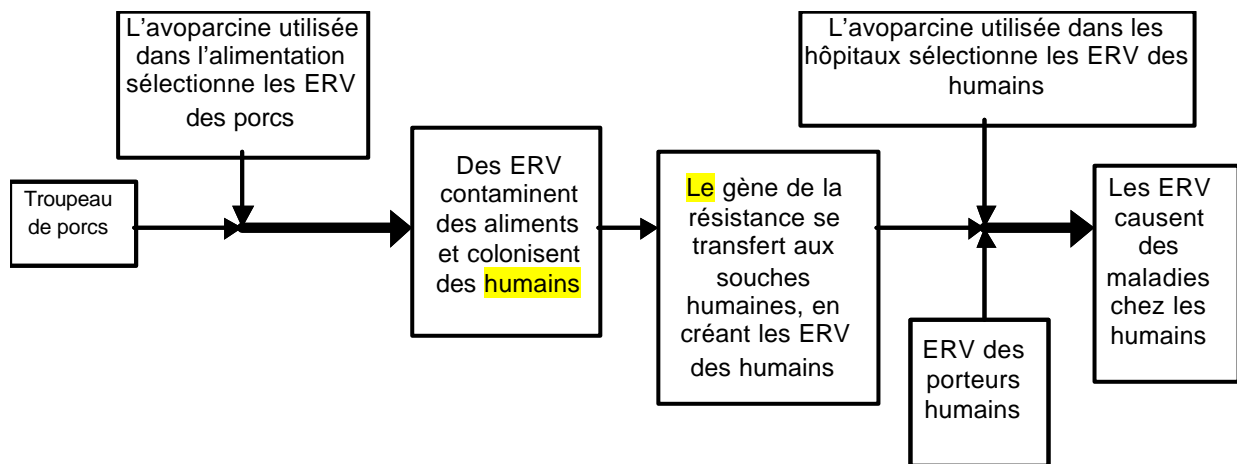 L'avoparcine utilisée
dans l'alimentation
sélectionne les ERV
des porcs
L'avoparcine utilisée dans les
hôpitaux sélectionne les ERV des
humains
Troupeau
de porcs
Des ERV
contaminent
des aliments
et colonisent
des humains
Le gène de la
résistance se
transfert aux
souches
humaines, en
créant les ERV
des humains
ERV des
porteurs
humains
Les ERV
causent des
maladies
chez les
humains